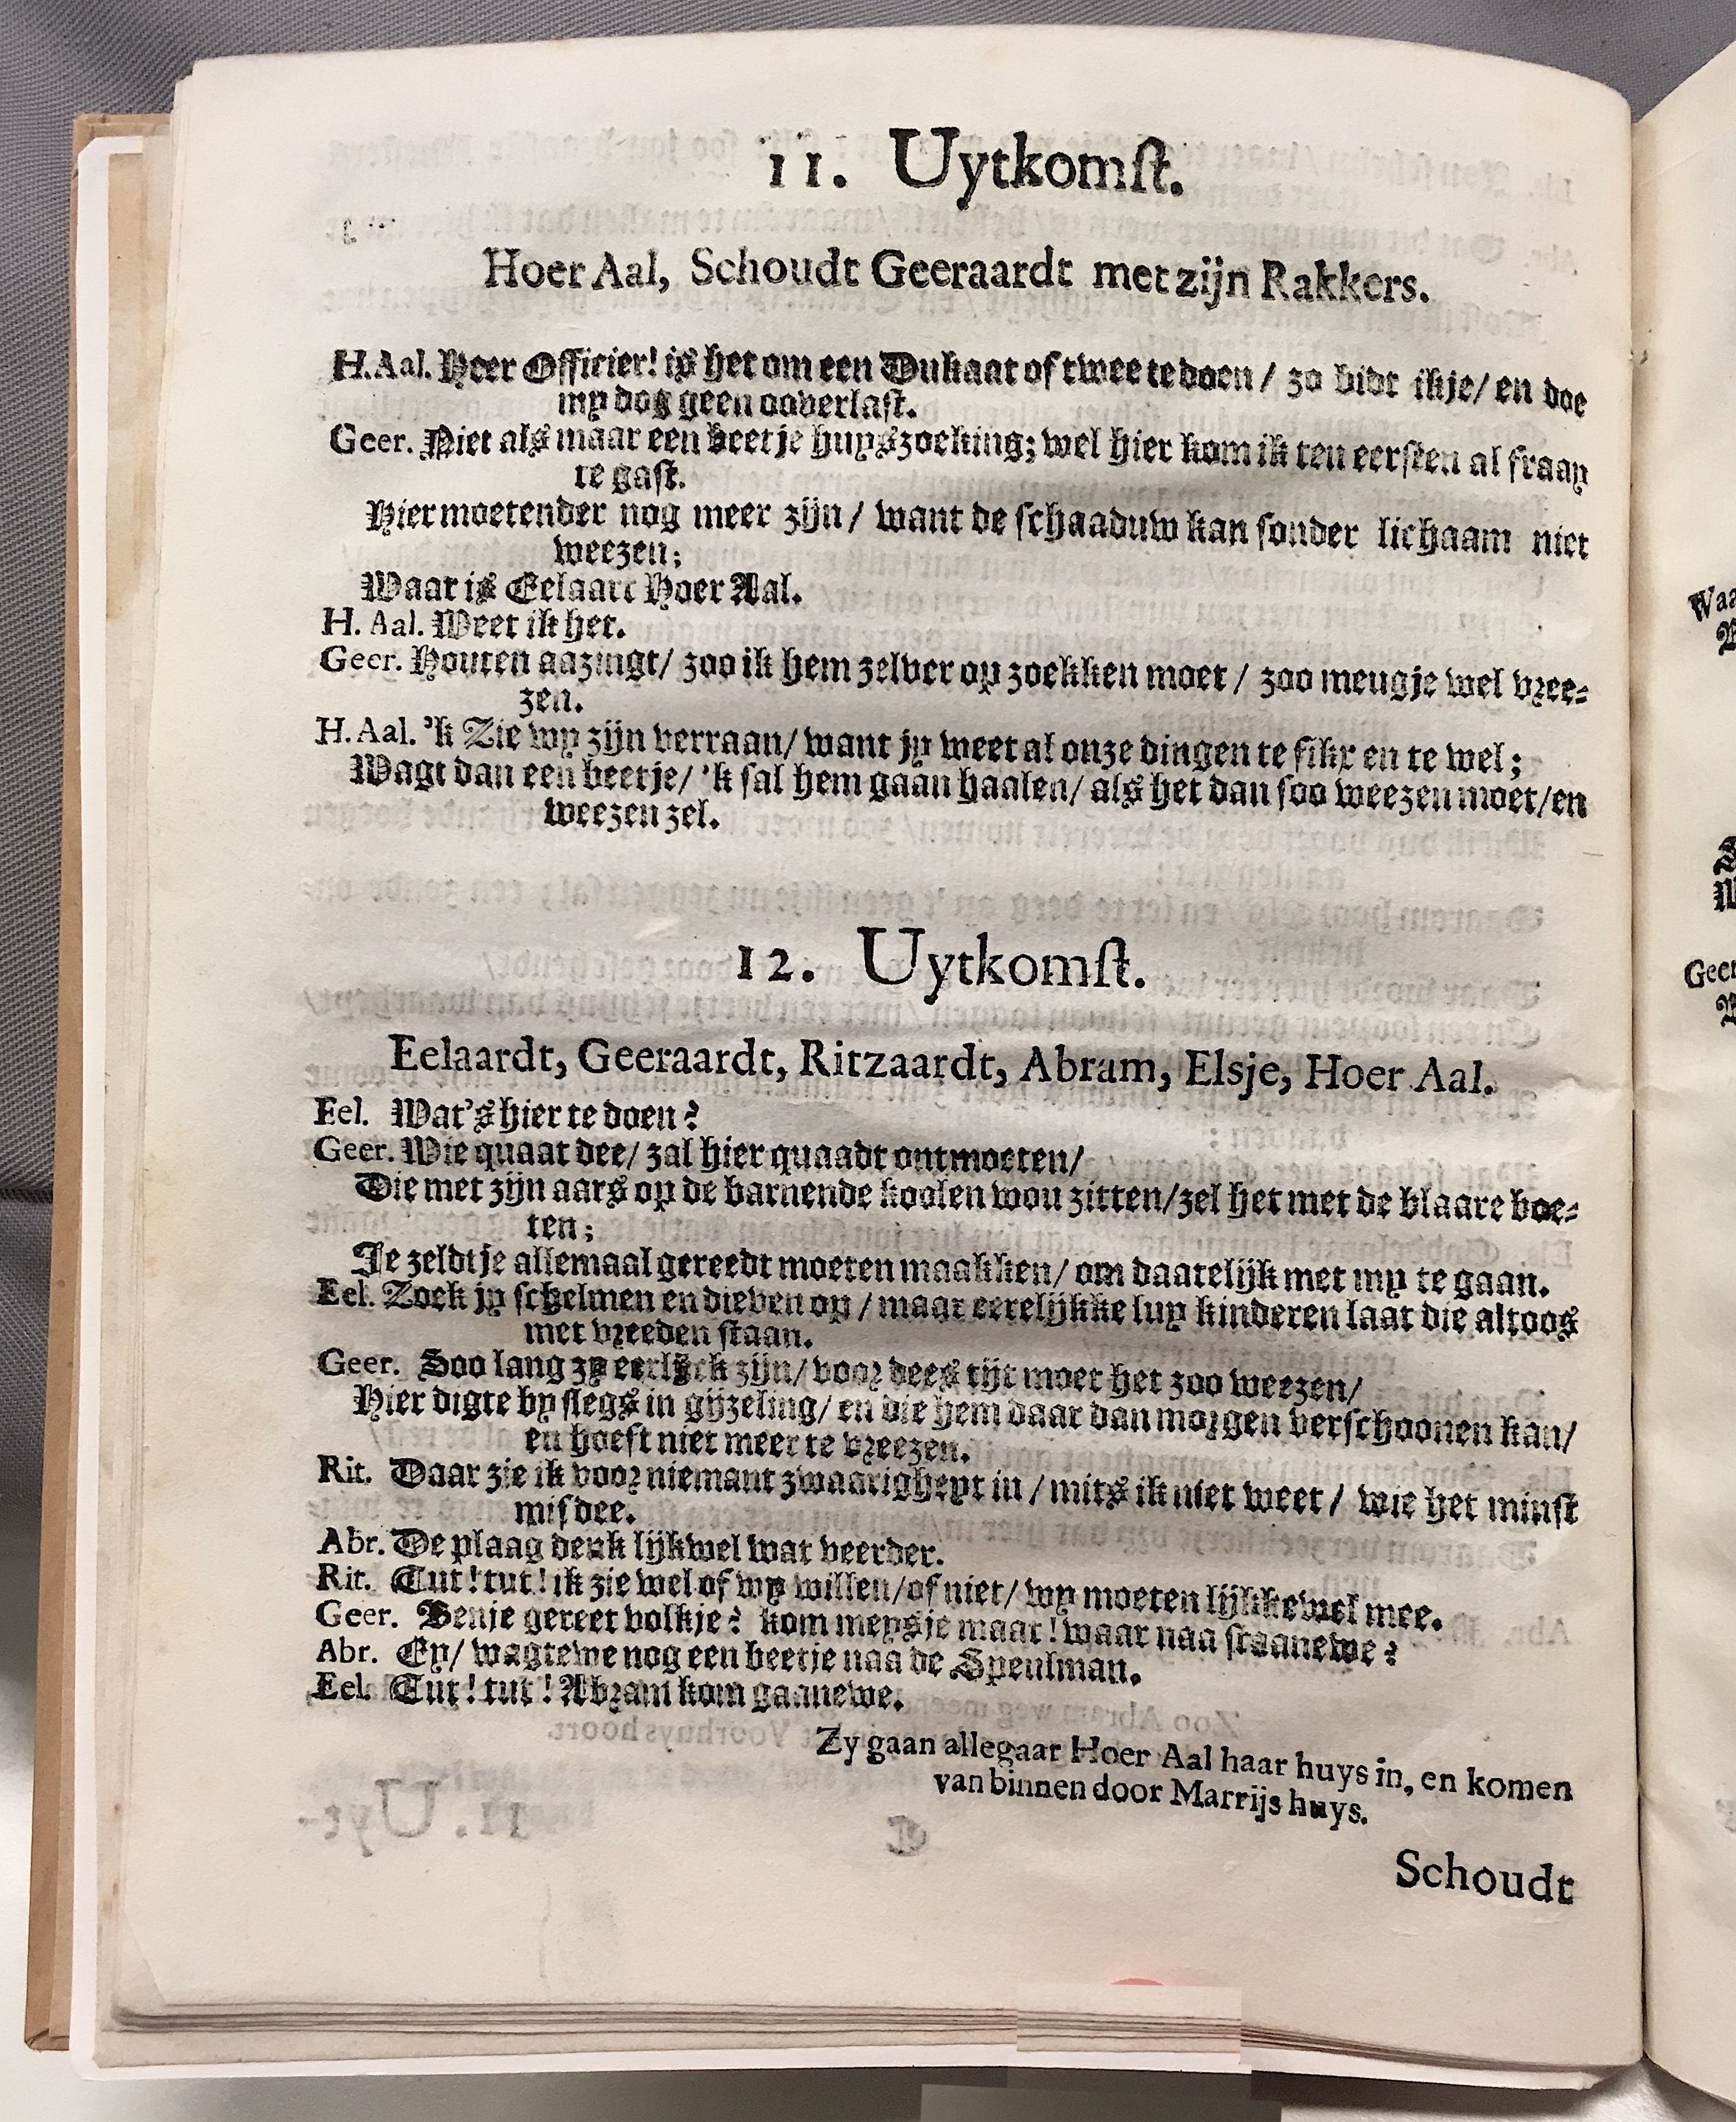 11. Uytkomst.
Hoer Aal, Schoudt Geeraardt met zijn Rakkers.
H. Aal. Heer Officier! is het om een Dukaat of twee te doen / zo bidt ik je / en doe
my dog geen ooverlast.
Geer. Niet als maar een beetje huyszoeking; wel hier kom ik ten eersten al fraay
te gast.
Hier moetender nog meer zijn / want de schaaduw kan sonder lichaam niet
weezen;
Waar is Eelaart Hoer Aal.
H. Aal. Weet ik het.
Geer. Houten aazingt / zoo ik hem zelver op zoekken moet / zoo meugje wel vree-
zen.
H. Aal. 'k Zie wy zijn verraan / want jy weet al onze dingen te fikx en te wel;
Wagt dan een beetje / 'k sal hem gaan haalen / als het dan soo weezen moet / en
weezen zel.
12. Uytkomst.
Eelaardt, Geeraardt, Ritzaardt, Abram, Elsje, Hoer Aal.
Eel. Wat's hier te doen?
Geer. Wie quaat dee / zal hier quaadt ontmoeten /
Die met zijn aars op de barnende koolen wou zitten / zel het met de blaare boe-
ten;
Je zeldtje allemaal gereedt moeten maakken / om daatelijk met my te gaan.
Eel. Zoek jy schelmen en dieven op / maar eerelijkke luy kinderen laat die altoos
met vreeden staan.
Geer. Soo lang zy eerlijck zijn / voor dees tijt moet het zoo weezen /
Hier digte by slegs in gijzeling / en die hem daar dan morgen verschoonen kan /
en hoeft niet meer te vreezen.
Rit. Daar zie ik voor niemant zwaarigheyt in / mits ik niet weet / wie het minst
misdee.
Abr. De plaag denk lijkwel wat veerder.
Rit. Tut! tut! ik zie wel of wy willen / of niet / wy moeten lijkkewel mee.
Geer. Benje gereet volkje? kom meysje maar! waar naa staanewe?
Abr. Ey / wagtewe nog een beetje naa de Speulman.
Eel. Tut! tut! Abram kom gaanewe.
Zy gaan allegaar Hoer Aal haar huys in, en komen
van binnen door Marrijs huys.
Schoudt
Waa
Geer